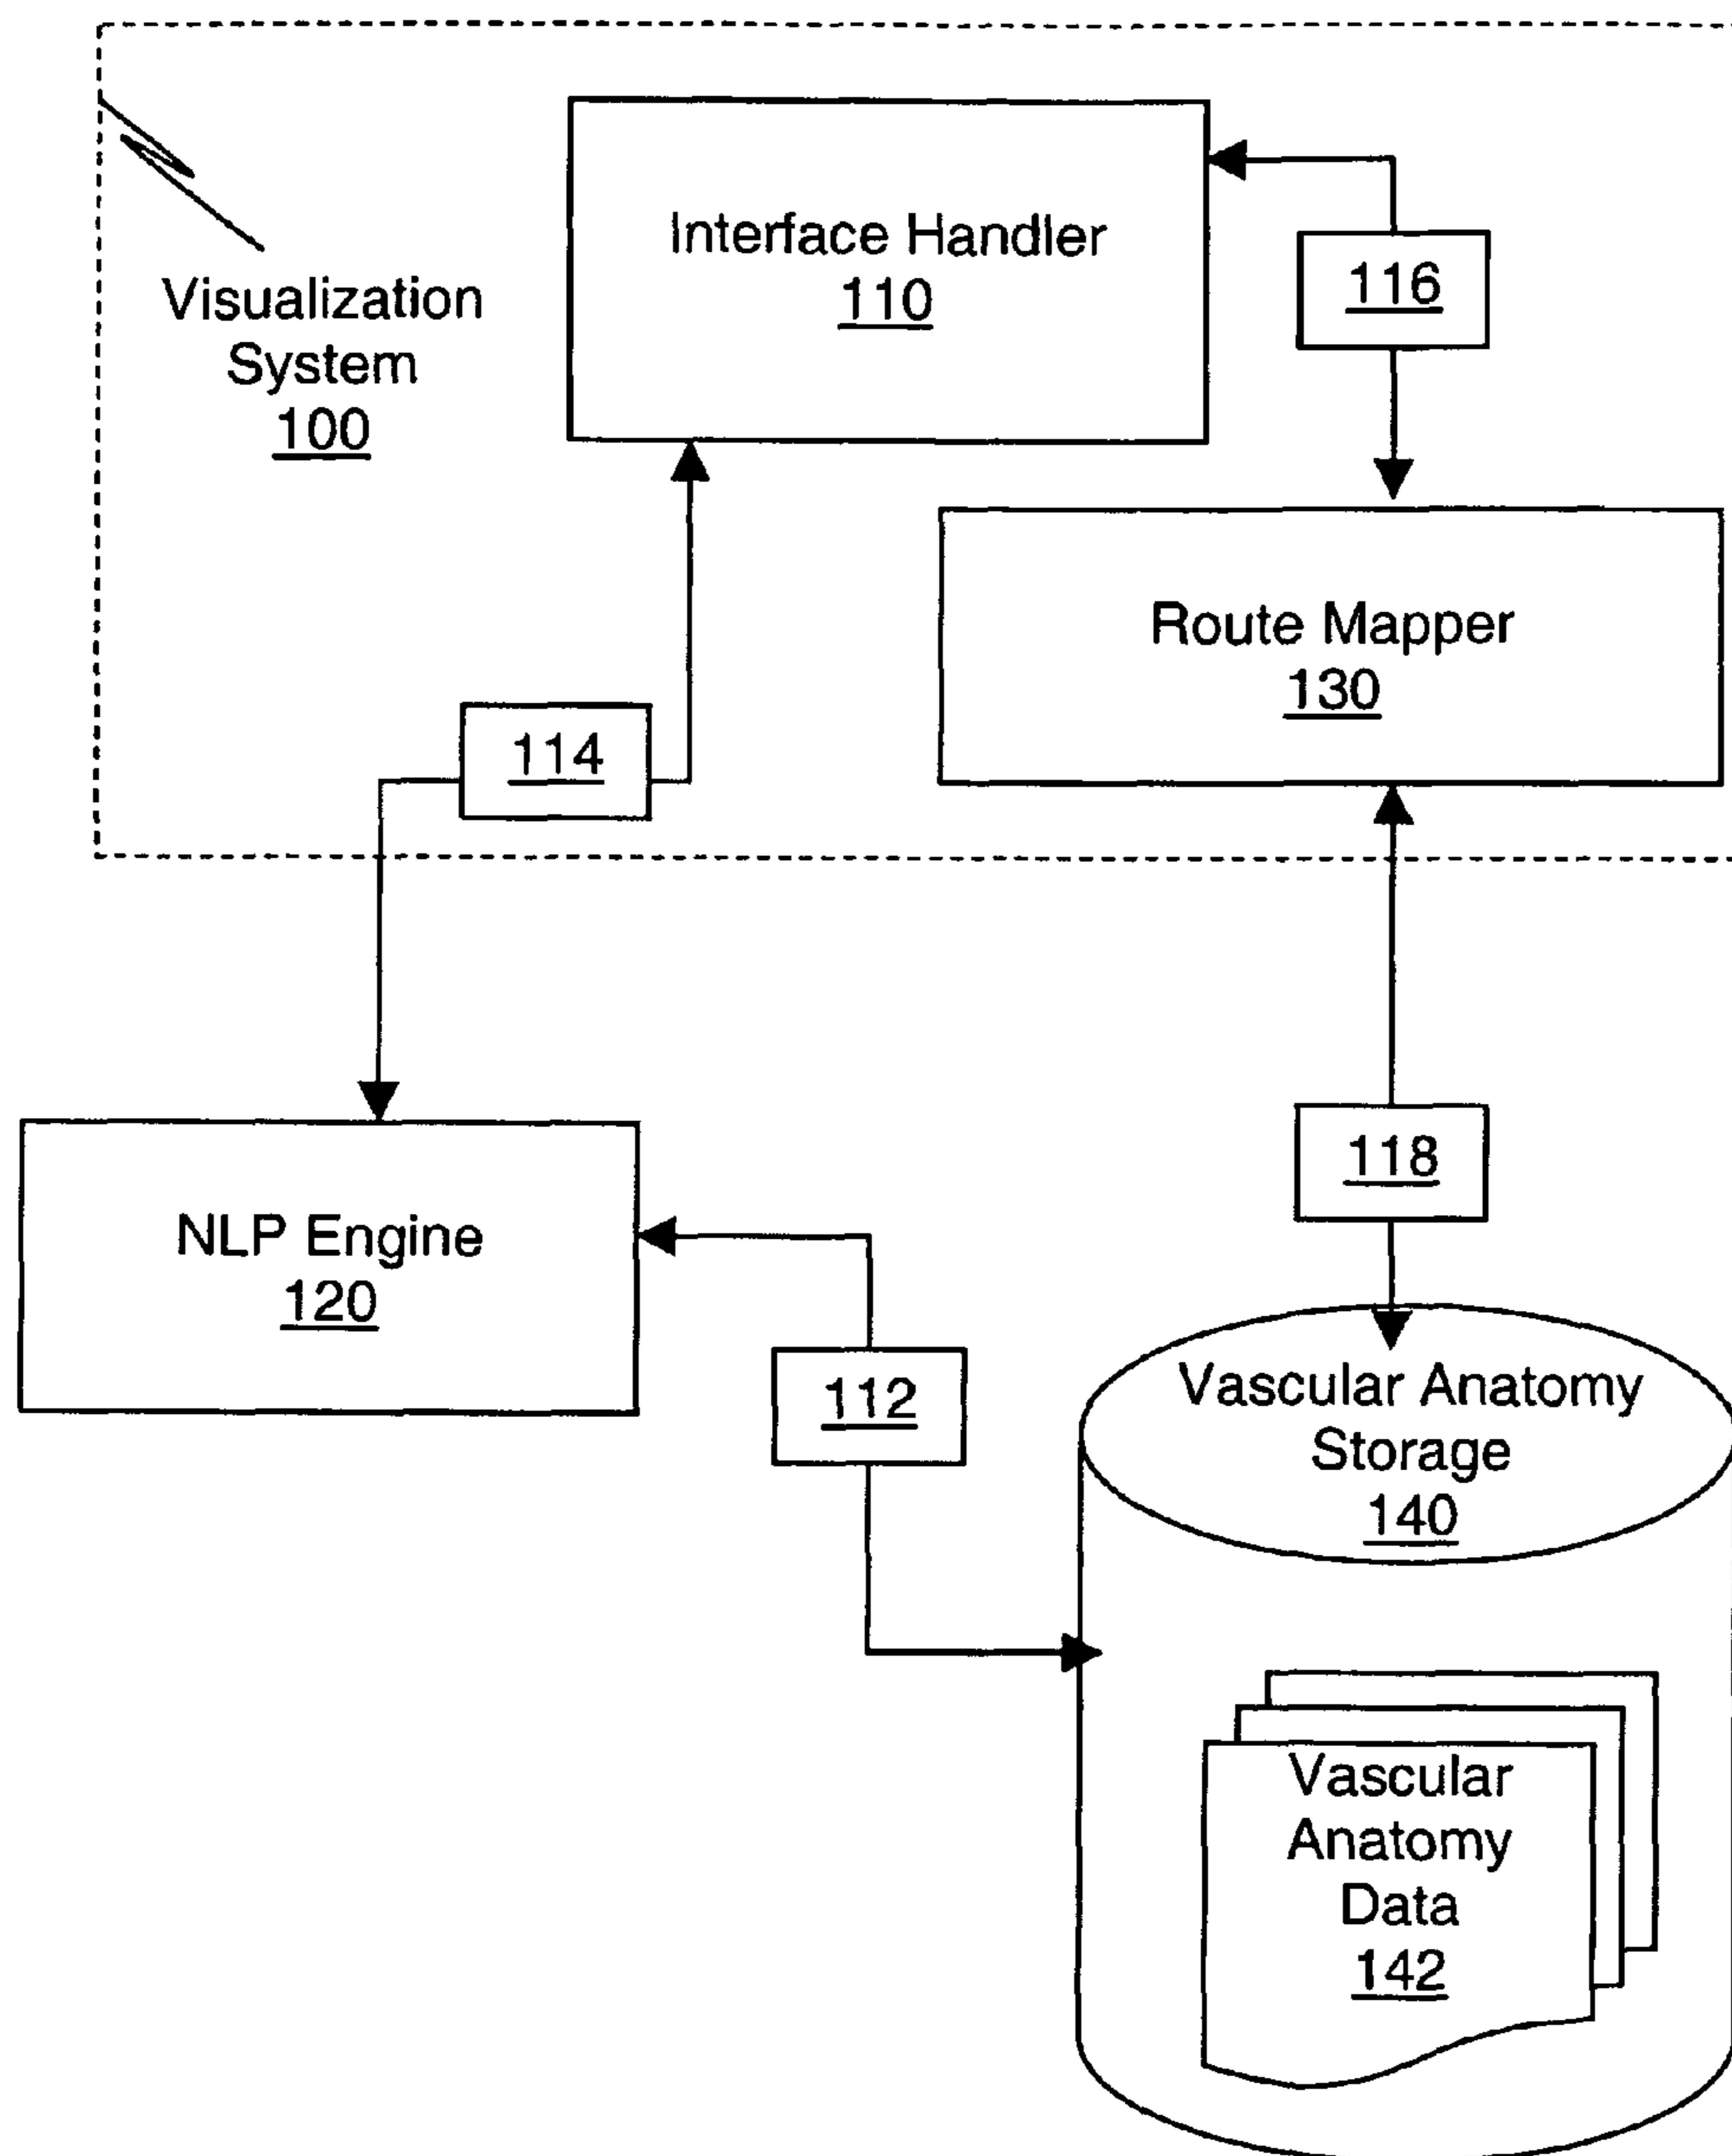 Interface Handler
110
116
Visualization
System
100
Route Mapper
130
114
118
NLP Engine
120
112
Vascular Anatomy
Storage
140
Vascular
Anatomy
Data
142